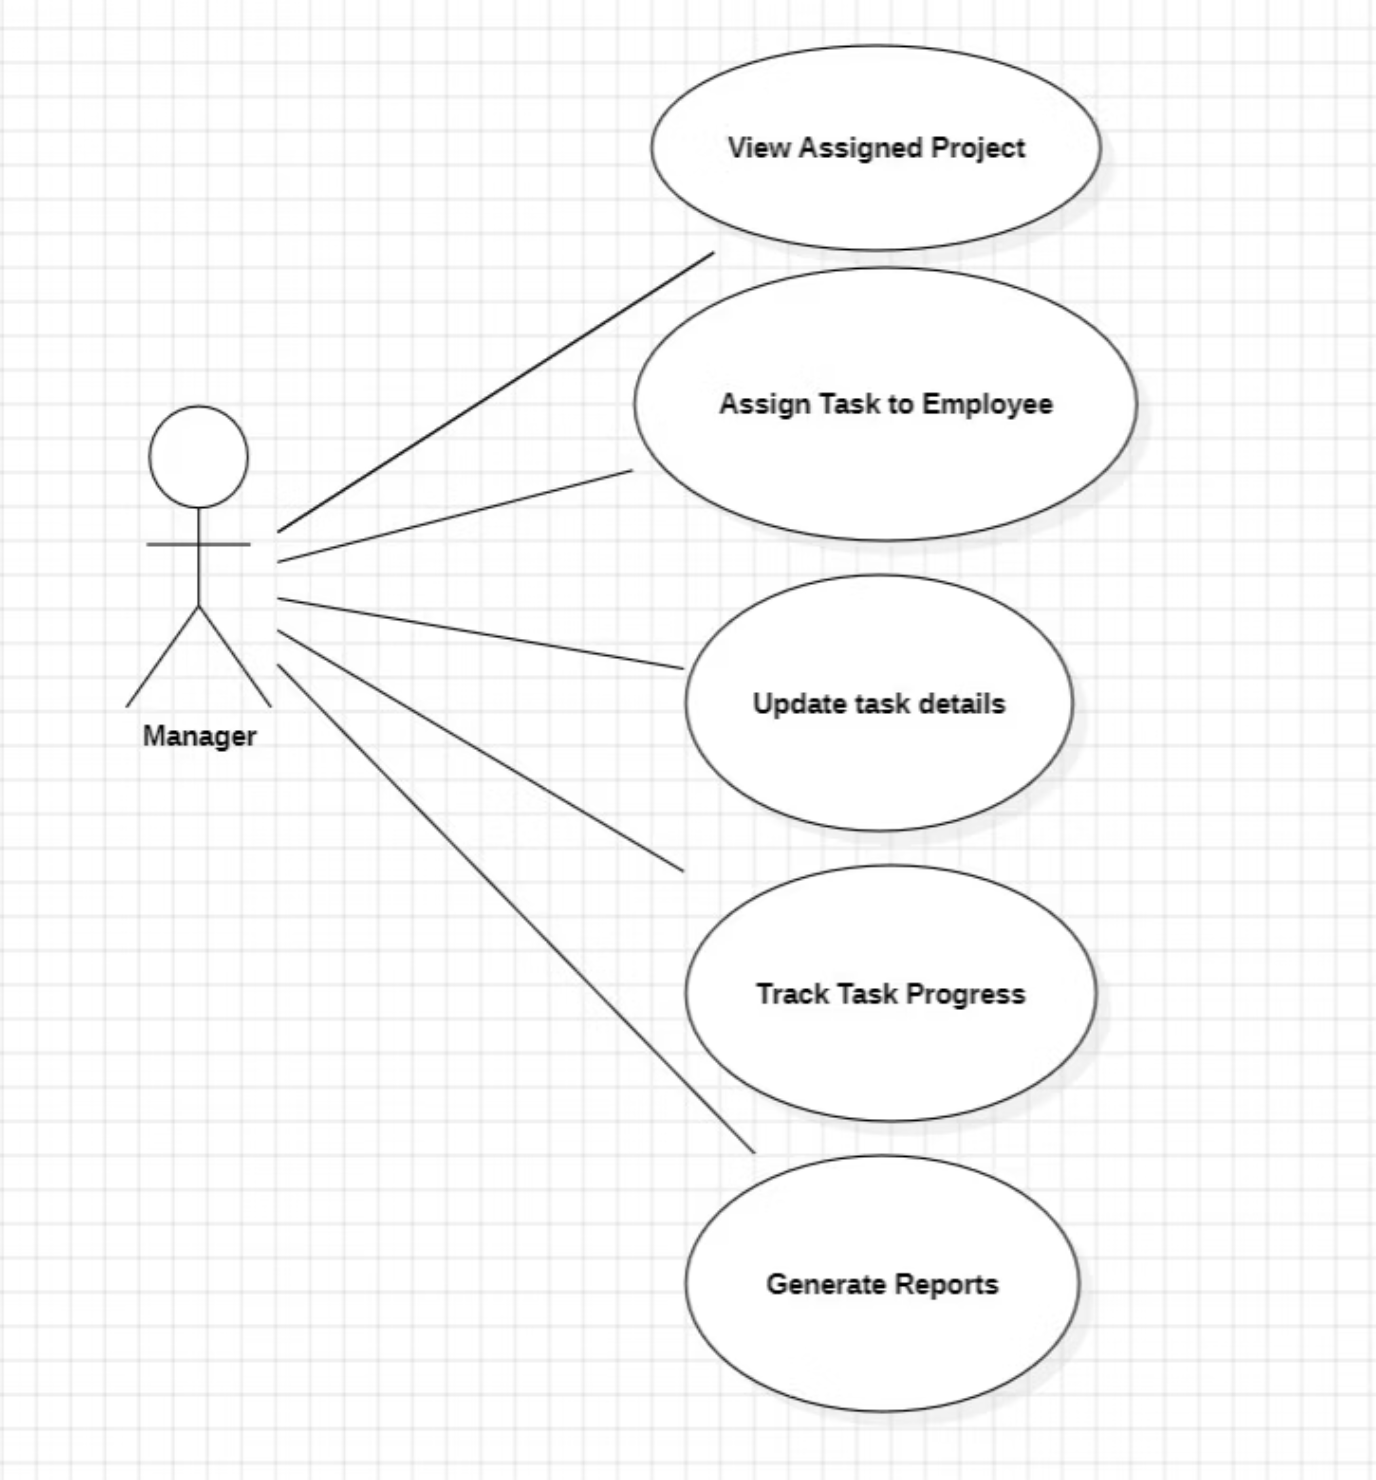 View Assigned Project
Assign Task to Employee
Update task details
Manager
Track Task Progress
Generate Reports